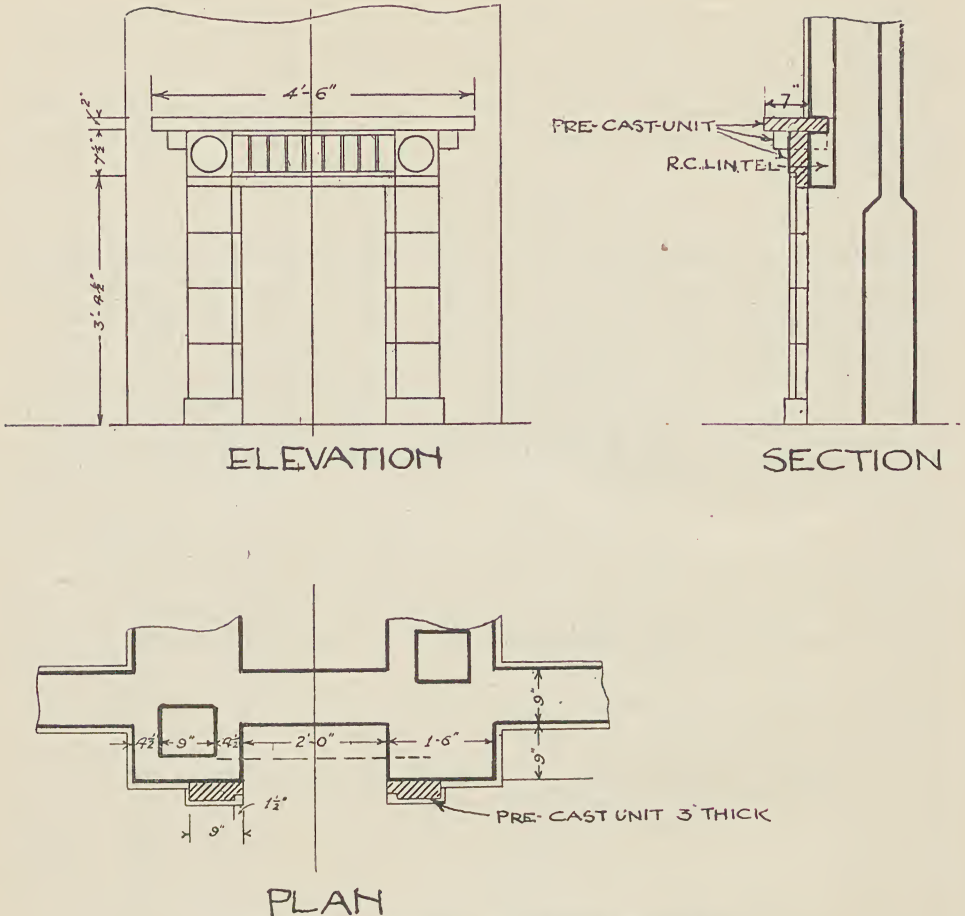 4'-6"
2"
7½"
3'-4½"
ELEVATION
7"
PRE-CAST-UNIT
R.C. LINTEL
SECTION
4½"
9"
4½"
2'-0"
1'-6"
9"
9"
1½"
9"
PRE-CAST UNIT 3" THICK
PLAN